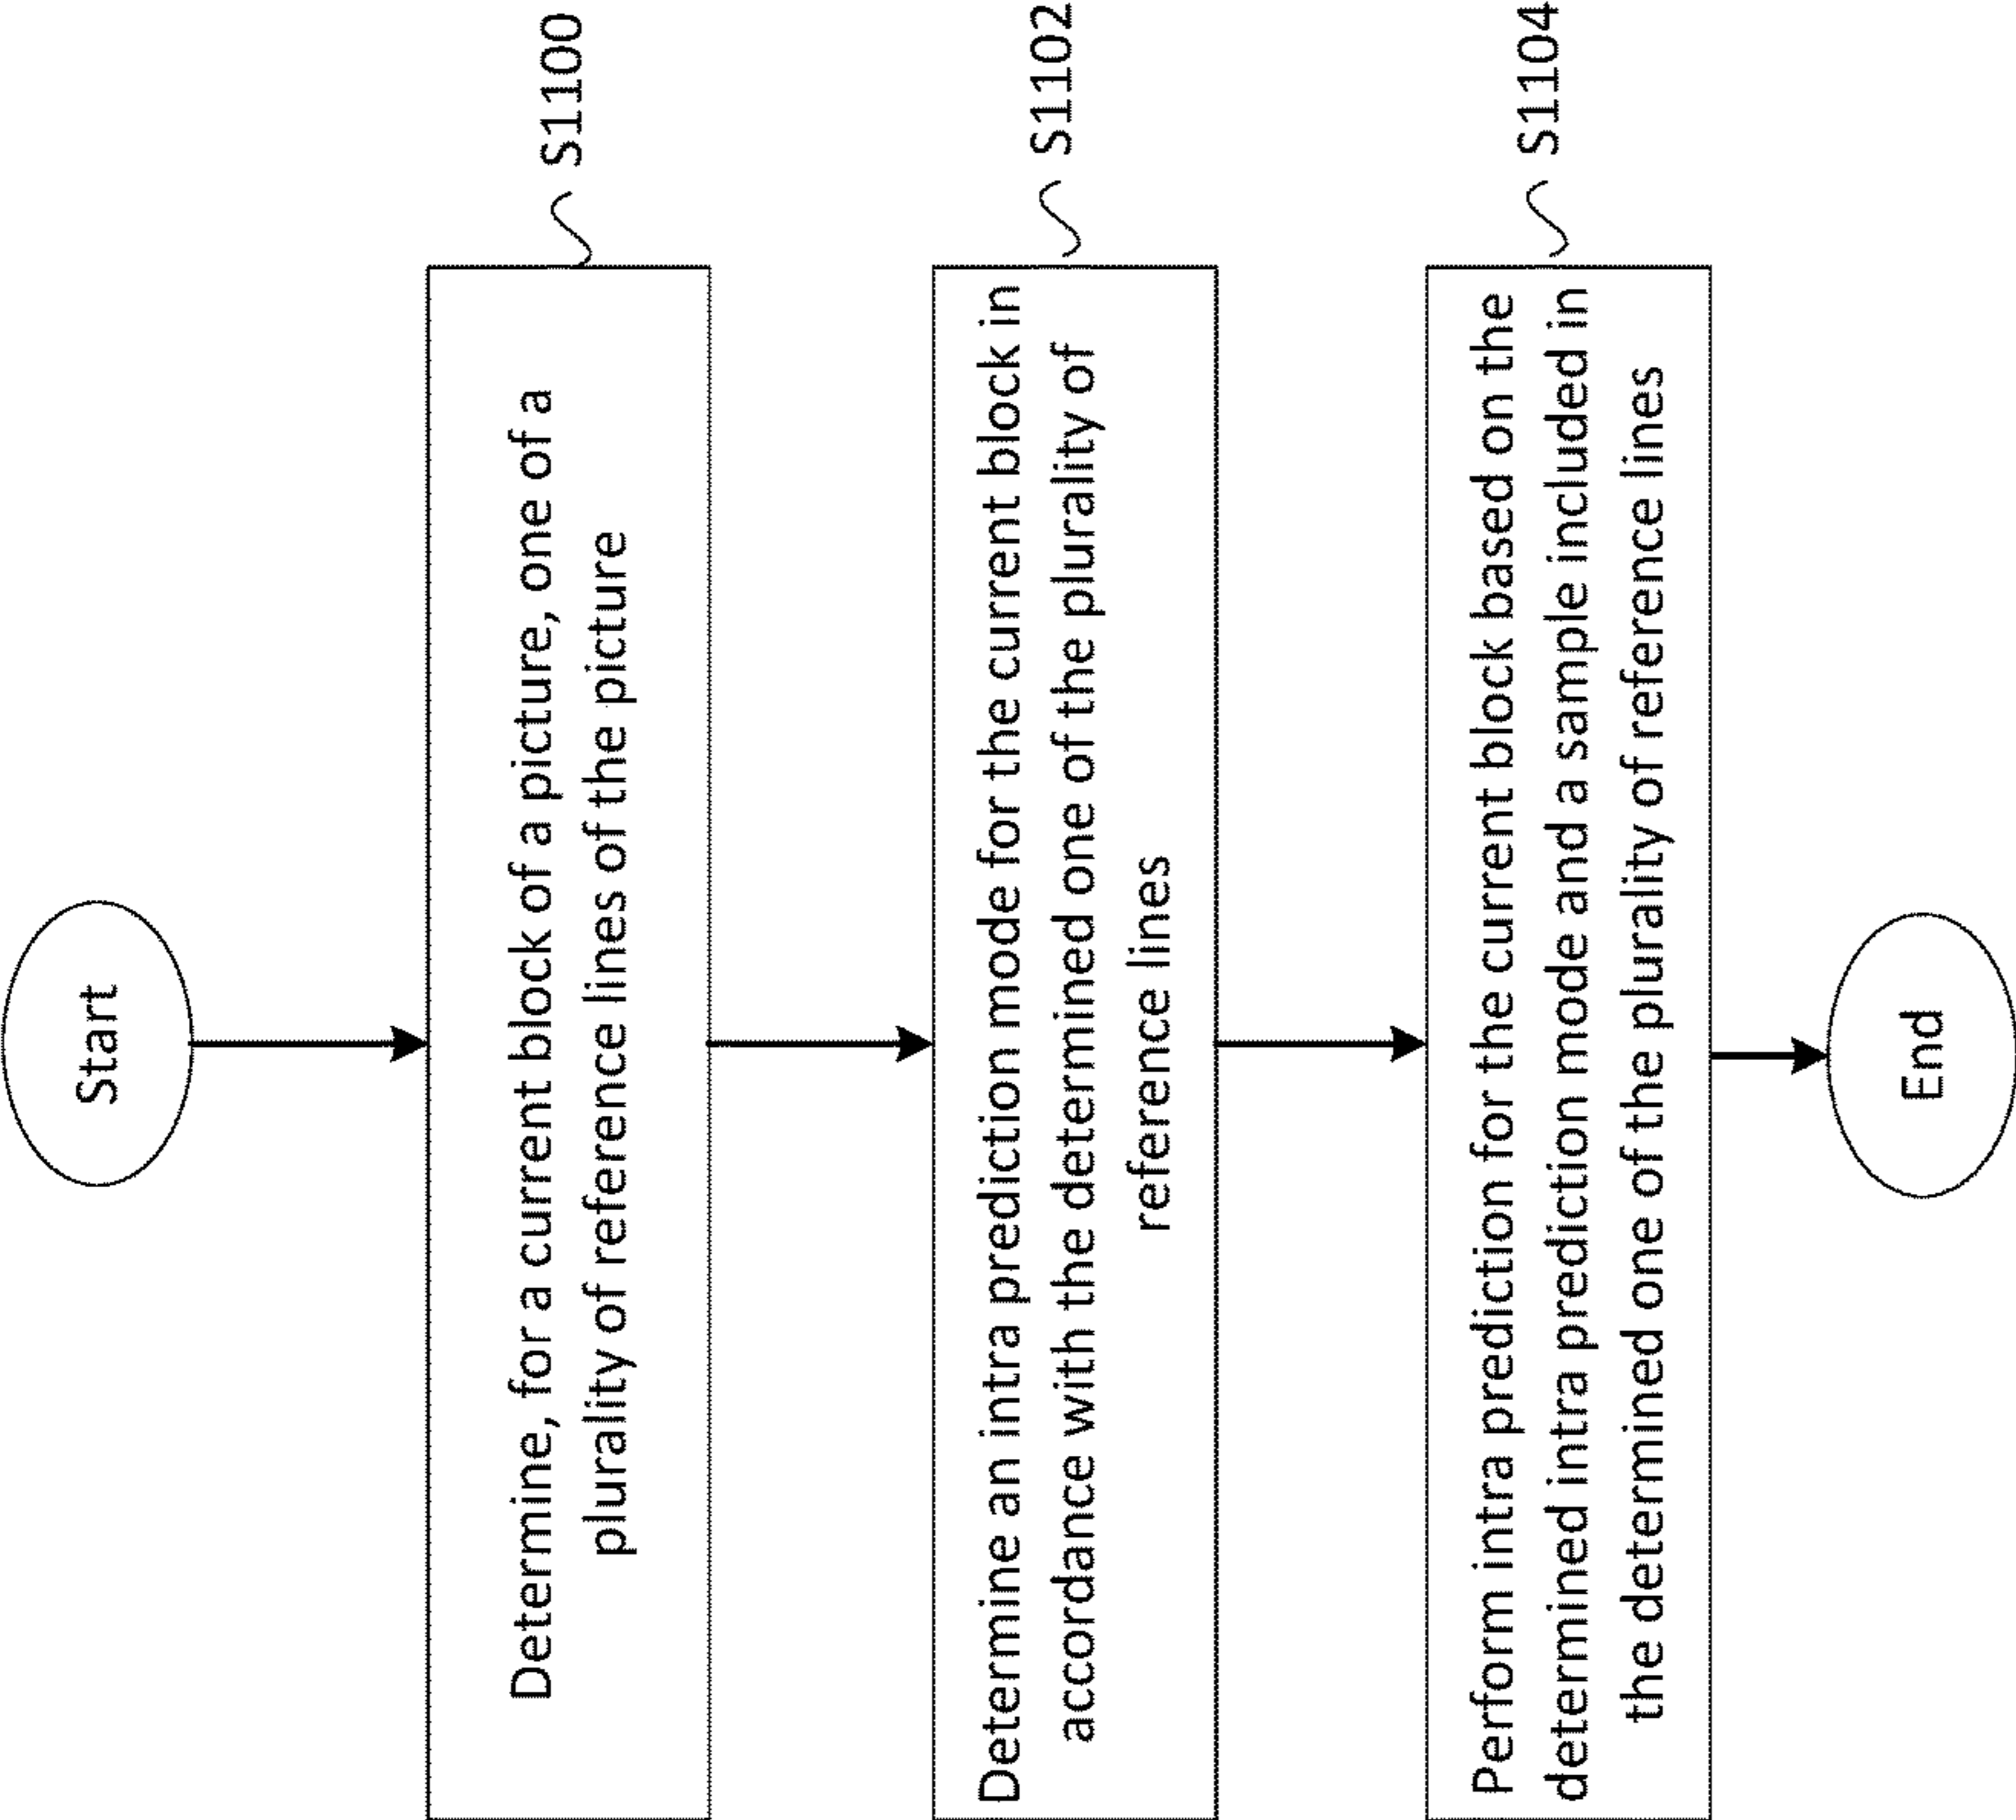 Start
Determine, for a current block of a picture, one of a
plurality of reference lines of the picture
S1100
Determine an intra prediction mode for the current block in
accordance with the determined one of the plurality of
reference lines
S1102
Perform intra prediction for the current block based on the
determined intra prediction mode and a sample included in
the determined one of the plurality of reference lines
S1104
End